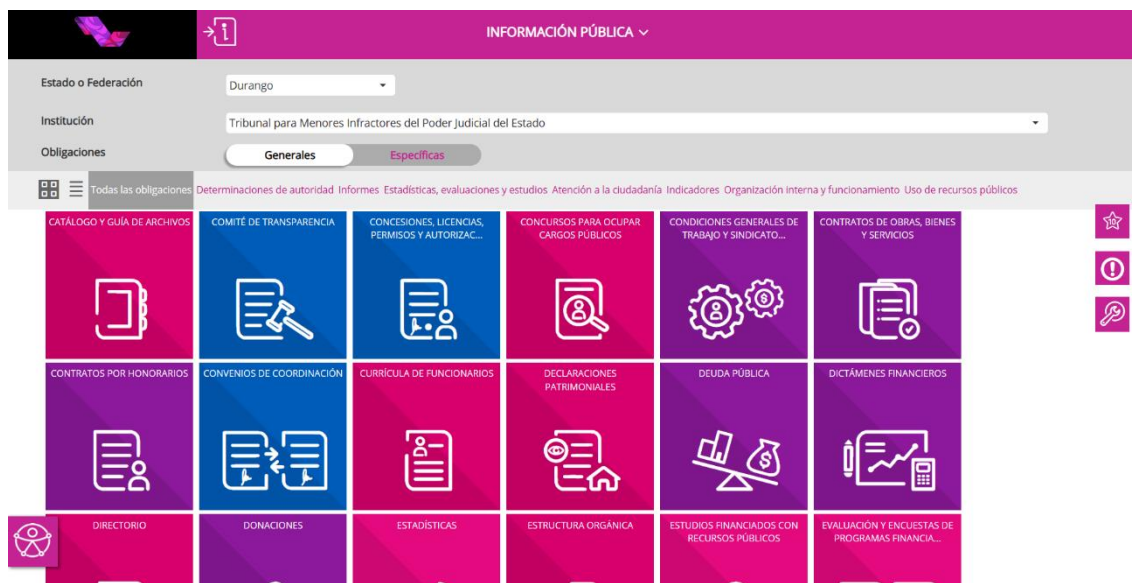 INFORMACIÓN PÚBLICA
Estado o Federación
Durango
Institución
Tribunal para Menores Infractores del Poder Judicial del Estado
Obligaciones
Generales
Específicas
Todas las obligaciones Determinaciones de autoridad Informes Estadísticas, evaluaciones y estudios Atención a la ciudadanía Indicadores Organización interna y funcionamiento Uso de recursos públicos
CATÁLOGO Y GUÍA DE ARCHIVOS
COMITÉ DE TRANSPARENCIA
CONCESIONES, LICENCIAS,
PERMISOS Y AUTORIZAC...
CONCURSOS PARA OCUPAR
CARGOS PÚBLICOS
CONDICIONES GENERALES DE
TRABAJO Y SINDICATO...
CONTRATOS DE OBRAS, BIENES
Y SERVICIOS
CONTRATOS POR HONORARIOS
CONVENIOS DE COORDINACIÓN
CURRÍCULA DE FUNCIONARIOS
DECLARACIONES
PATRIMONIALES
DEUDA PÚBLICA
DICTÁMENES FINANCIEROS
DIRECTORIO
DONACIONES
ESTADÍSTICAS
ESTRUCTURA ORGÁNICA
ESTUDIOS FINANCIADOS CON
RECURSOS PÚBLICOS
EVALUACIÓN Y ENCUESTAS DE
PROGRAMAS FINANCIA...